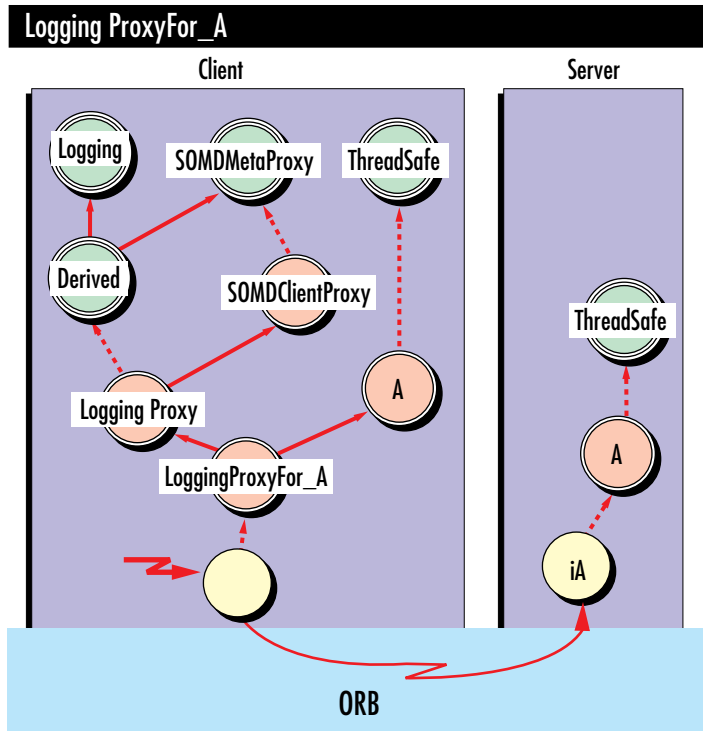 Logging ProxyFor_A
Client
Server
Logging
SOMDMetaProxy
ThreadSafe
Derived
SOMDClientProxy
ThreadSafe
Logging Proxy
A
A
LoggingProxyFor_A
iA
ORB